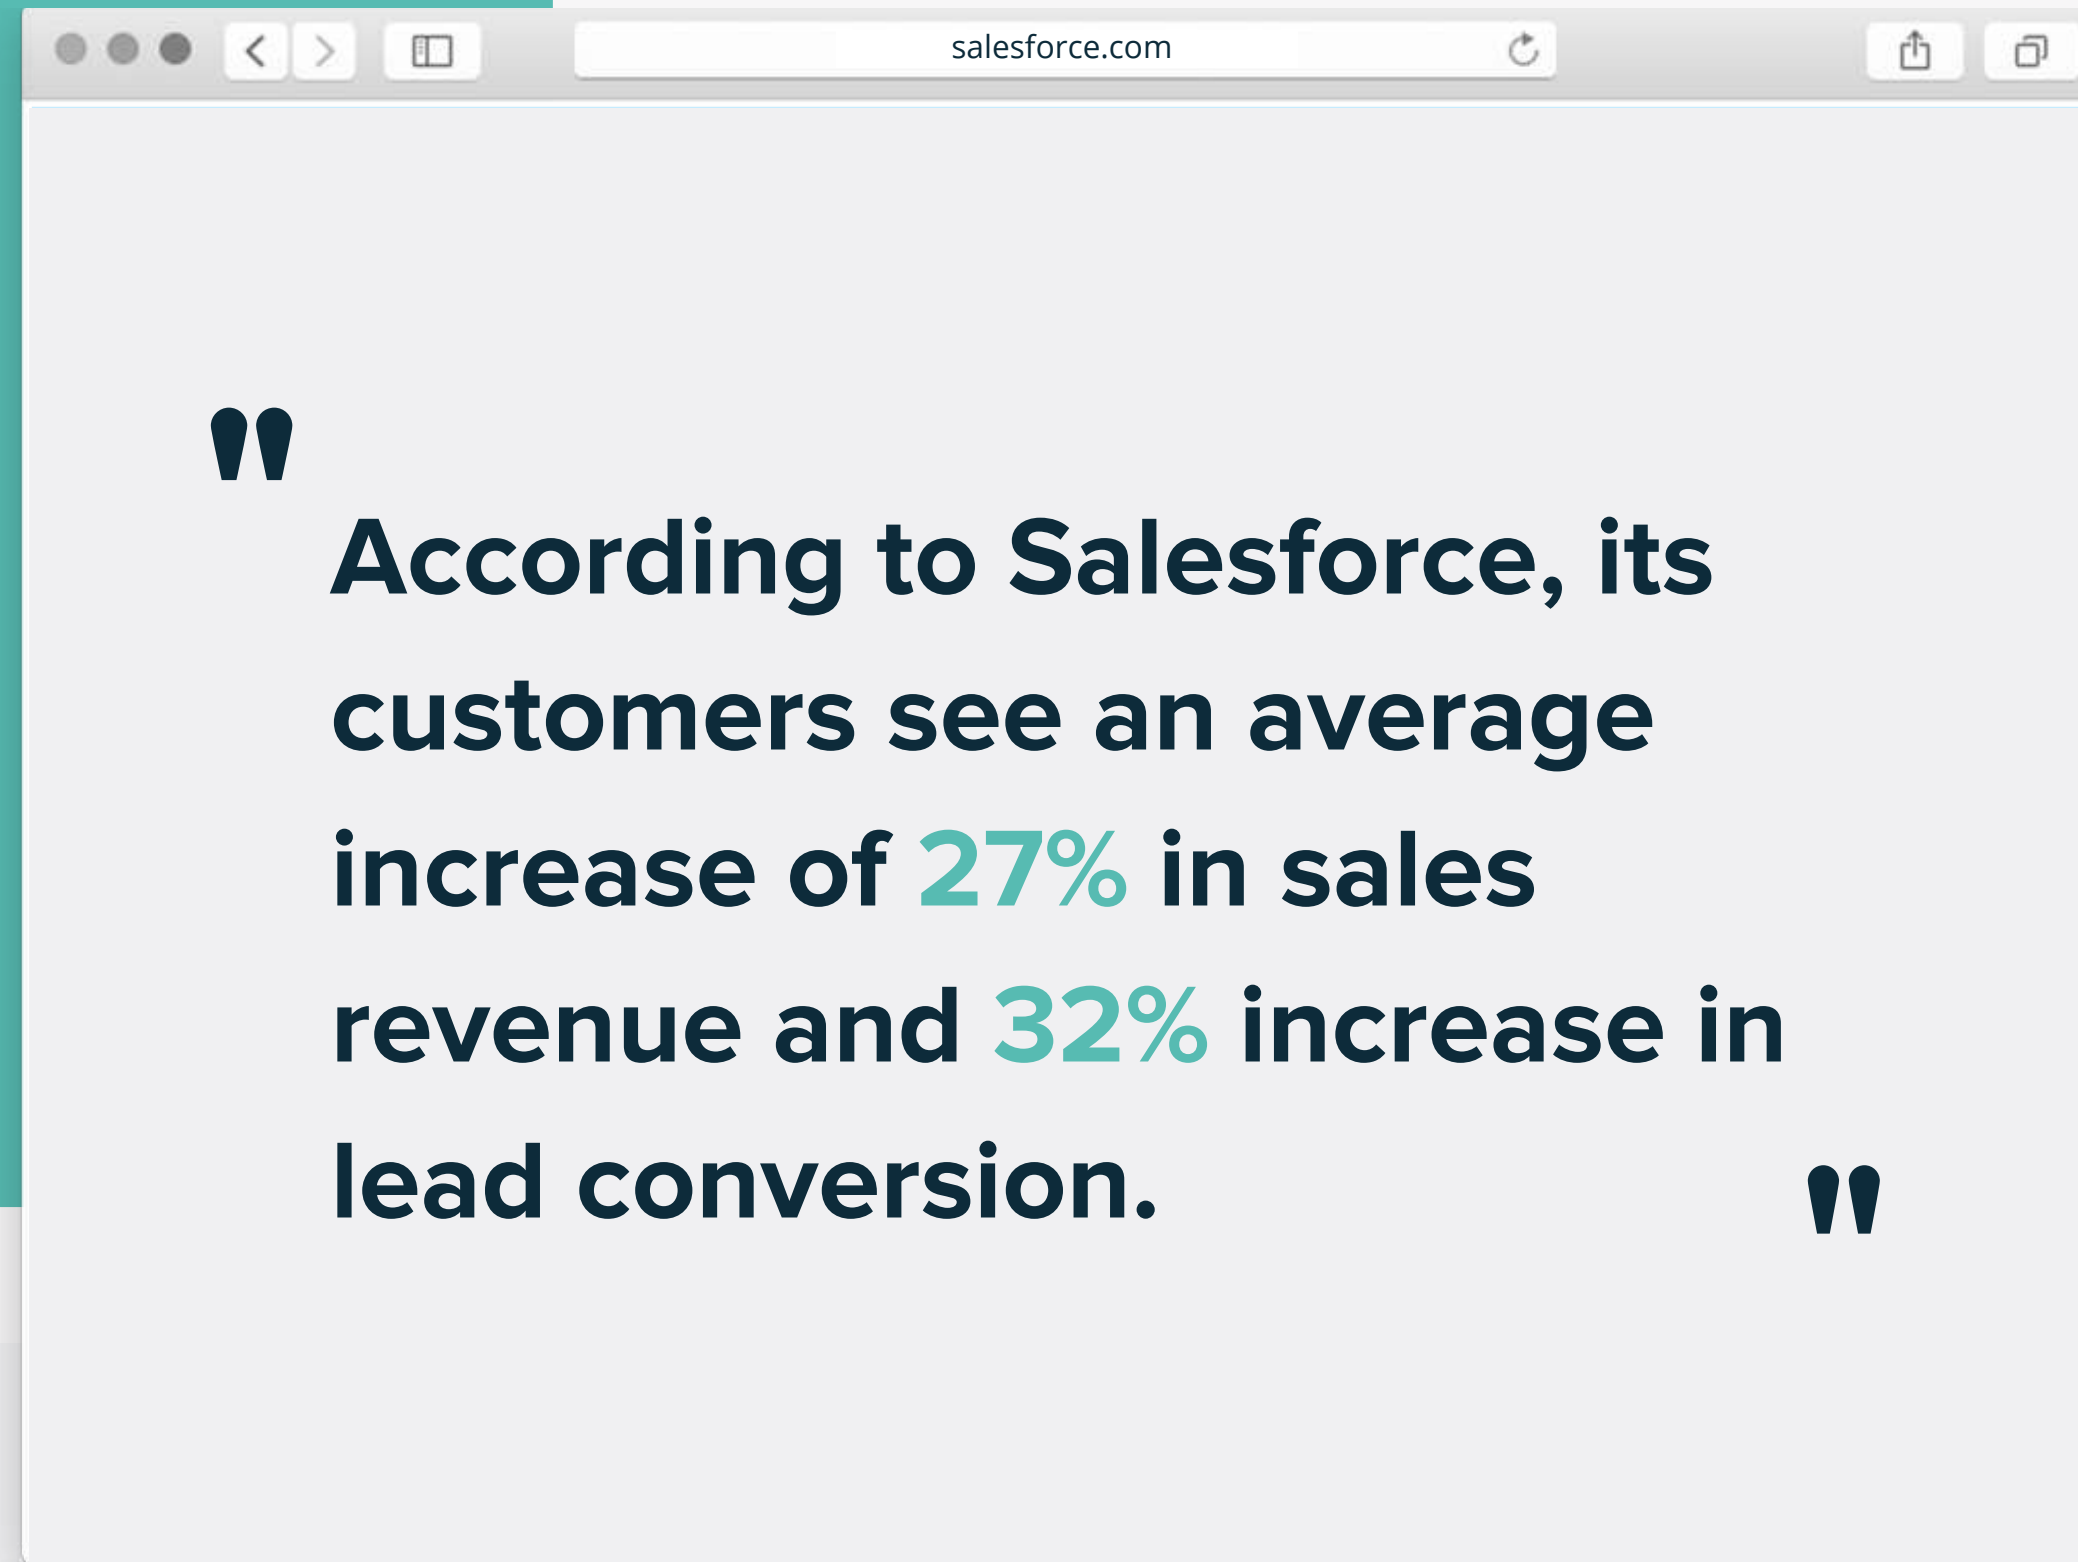 salesforce.com
"
According to Salesforce, its
customers see an average
increase of 27% in sales
revenue and 32% increase in
lead conversion.
"